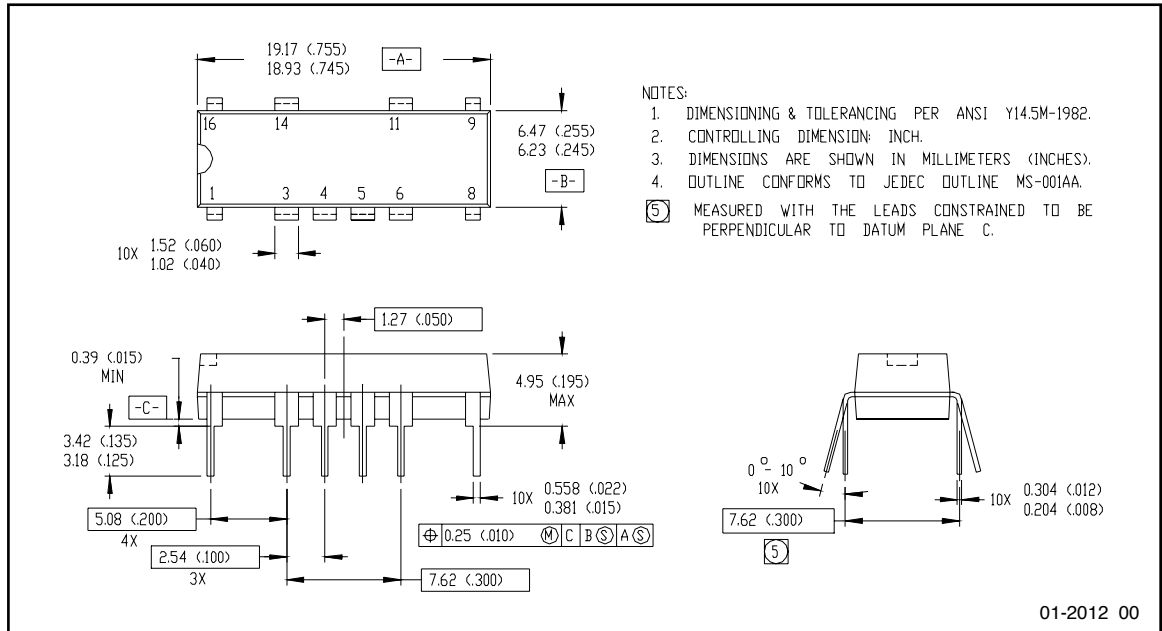 19.17 (.755)
18.93 (.745)
-A-
16 14 11 9
1 3 4 5 6 8
6.47 (.255)
6.23 (.245)
-B-
10X 1.52 (.060)
1.02 (.040)
NOTES:
1. DIMENSIONING & TOLERANCING PER ANSI Y14.5M-1982.
2. CONTROLLING DIMENSION: INCH.
3. DIMENSIONS ARE SHOWN IN MILLIMETERS (INCHES).
4. OUTLINE CONFORMS TO JEDEC OUTLINE MS-001AA.
5 MEASURED WITH THE LEADS CONSTRAINED TO BE
PERPENDICULAR TO DATUM PLANE C.
1.27 (.050)
0.39 (.015)
MIN
-C-
3.42 (.135)
3.18 (.125)
4.95 (.195)
MAX
10X 0.558 (.022)
0.381 (.015)
5.08 (.200)
4X
⌖ 0.25 (.010) Ⓜ C B Ⓢ A Ⓢ
2.54 (.100)
3X
7.62 (.300)
0° - 10°
10X
10X 0.304 (.012)
0.204 (.008)
7.62 (.300)
5
01-2012 00